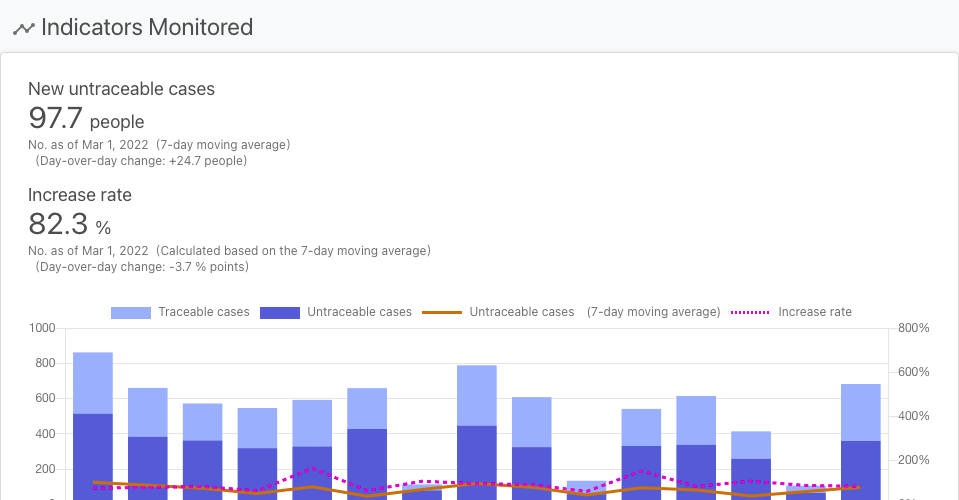 Indicators Monitored
New untraceable cases
97.7 people
No. as of Mar 1, 2022 (7-day moving average)
(Day-over-day change: +24.7 people)
Increase rate
82.3 %
No. as of Mar 1, 2022 (Calculated based on the 7-day moving average)
(Day-over-day change: -3.7 % points)
Traceable cases Untraceable cases Untraceable cases (7-day moving average) Increase rate
1000 800%
800
600%
600
400 400%
200 200%